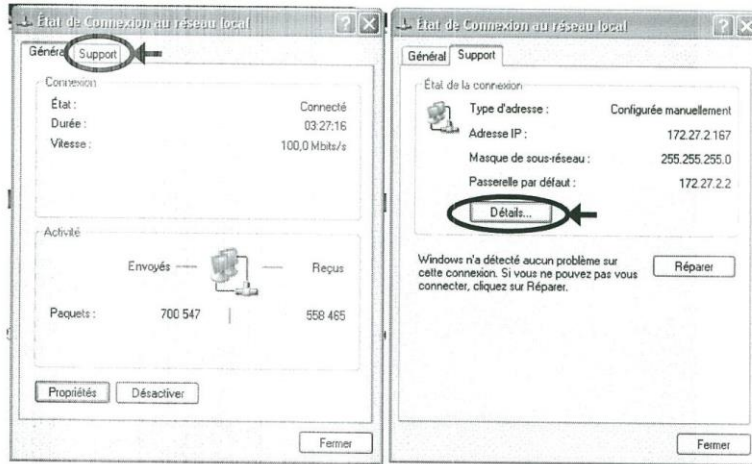 État de Connexion au réseau local
Général Support
Connexion
État : Connecté
Durée : 03:27:16
Vitesse : 100,0 Mbits/s
Activité
Envoyés Reçus
Paquets : 700 547 558 465
Propriétés Désactiver
Fermer
État de Connexion au réseau local
Général Support
État de la connexion
Type d'adresse : Configurée manuellement
Adresse IP : 172.27.2.167
Masque de sous-réseau : 255.255.255.0
Passerelle par défaut : 172.27.2.2
Détails...
Windows n'a détecté aucun problème sur
cette connexion. Si vous ne pouvez pas vous
connecter, cliquez sur Réparer.
Réparer
Fermer